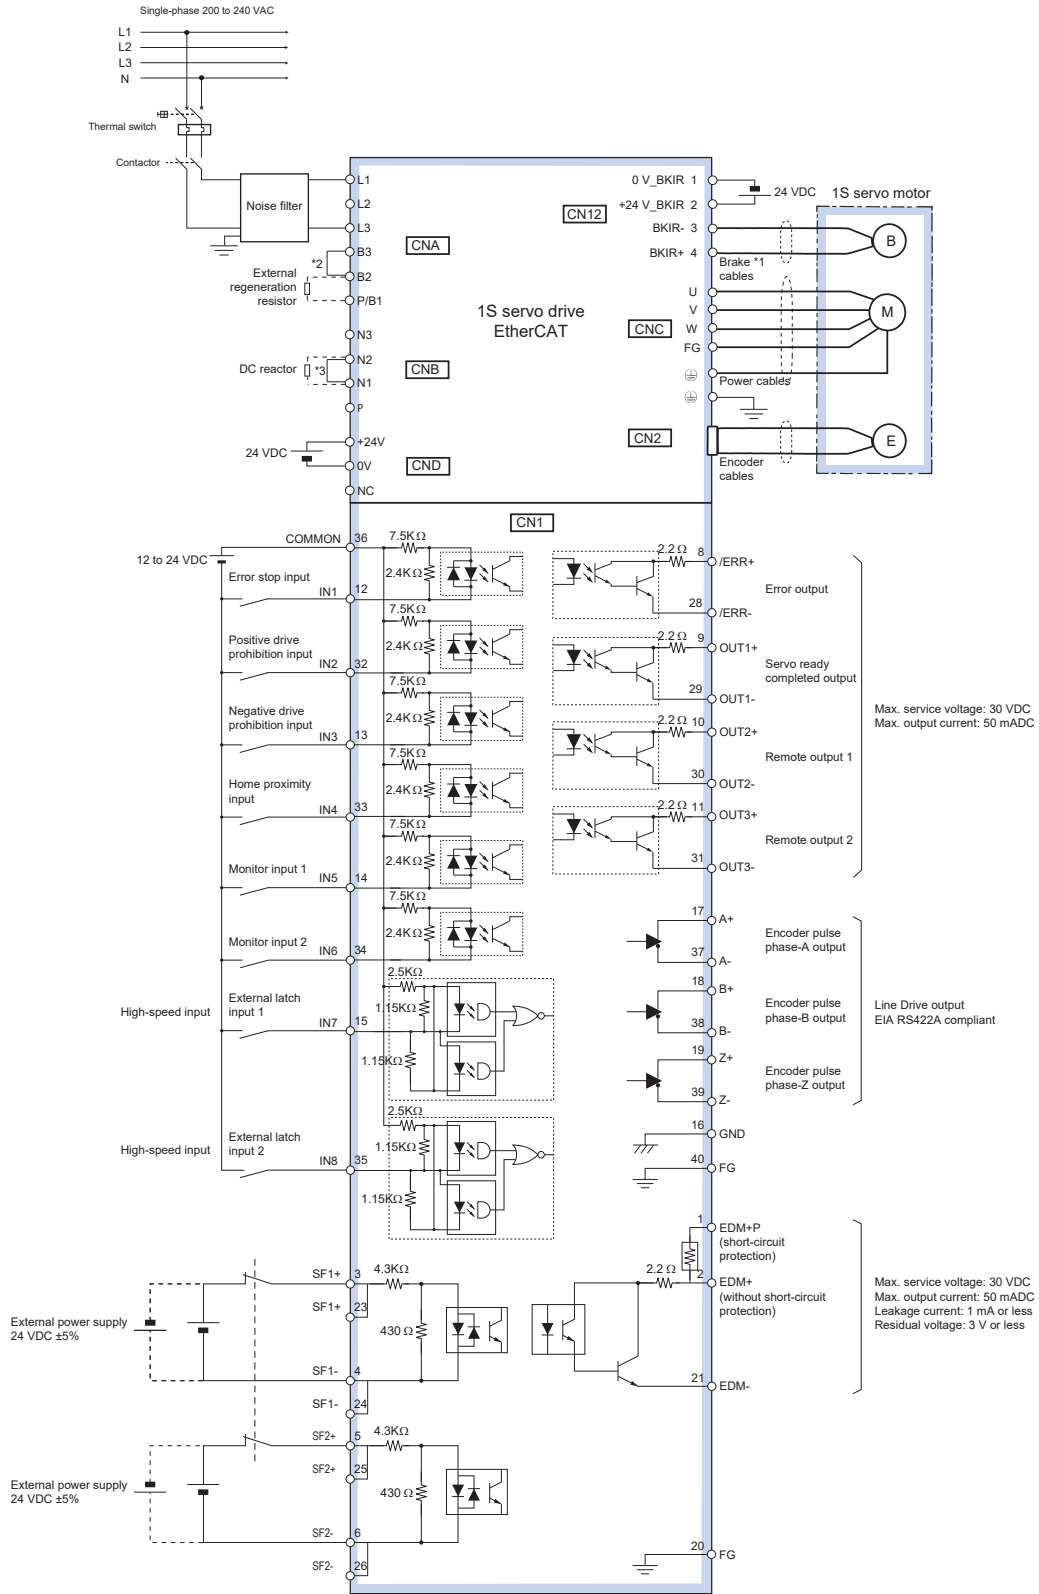 Single-phase 200 to 240 VAC
L1
L2
L3
N
Thermal switch
Contactor
Noise filter
L1
L2
L3
B3
*2
B2
External
regeneration
resistor
P/B1
N3
N2
DC reactor
*3
N1
P
+24V
24 VDC
0V
NC
CNA
CNB
CND
1S servo drive
EtherCAT
0 V_BKIR 1
+24 V_BKIR 2
CN12
BKIR- 3
BKIR+ 4
24 VDC
1S servo motor
B
Brake *1
cables
U
V
CNC
W
FG
M
Power cables
CN2
E
Encoder
cables
CN1
COMMON 36
12 to 24 VDC
7.5KΩ
2.4KΩ
Error stop input
IN1 12
7.5KΩ
2.4KΩ
Positive drive
prohibition input
IN2 32
7.5KΩ
2.4KΩ
Negative drive
prohibition input
IN3 13
7.5KΩ
2.4KΩ
Home proximity
input
IN4 33
7.5KΩ
2.4KΩ
Monitor input 1
IN5 14
7.5KΩ
2.4KΩ
Monitor input 2
IN6 34
2.5KΩ
1.15KΩ
High-speed input
External latch
input 1
IN7 15
1.15KΩ
2.5KΩ
1.15KΩ
High-speed input
External latch
input 2
IN8 35
1.15KΩ
2.2 Ω 8
/ERR+
Error output
28
/ERR-
2.2 Ω 9
OUT1+
Servo ready
completed output
29
OUT1-
Max. service voltage: 30 VDC
Max. output current: 50 mADC
2.2 Ω 10
OUT2+
Remote output 1
30
OUT2-
2.2 Ω 11
OUT3+
Remote output 2
31
OUT3-
17
A+
Encoder pulse
phase-A output
37
A-
18
B+
Encoder pulse
phase-B output
38
B-
Line Drive output
EIA RS422A compliant
19
Z+
Encoder pulse
phase-Z output
39
Z-
16
GND
40
FG
1
EDM+P
(short-circuit
protection)
2.2 Ω 2
EDM+
(without short-circuit
protection)
21
EDM-
Max. service voltage: 30 VDC
Max. output current: 50 mADC
Leakage current: 1 mA or less
Residual voltage: 3 V or less
SF1+ 3
4.3KΩ
SF1+ 23
430 Ω
External power supply
24 VDC ±5%
SF1- 4
SF1- 24
SF2+ 5
4.3KΩ
SF2+ 25
430 Ω
External power supply
24 VDC ±5%
SF2- 6
SF2- 26
20
FG